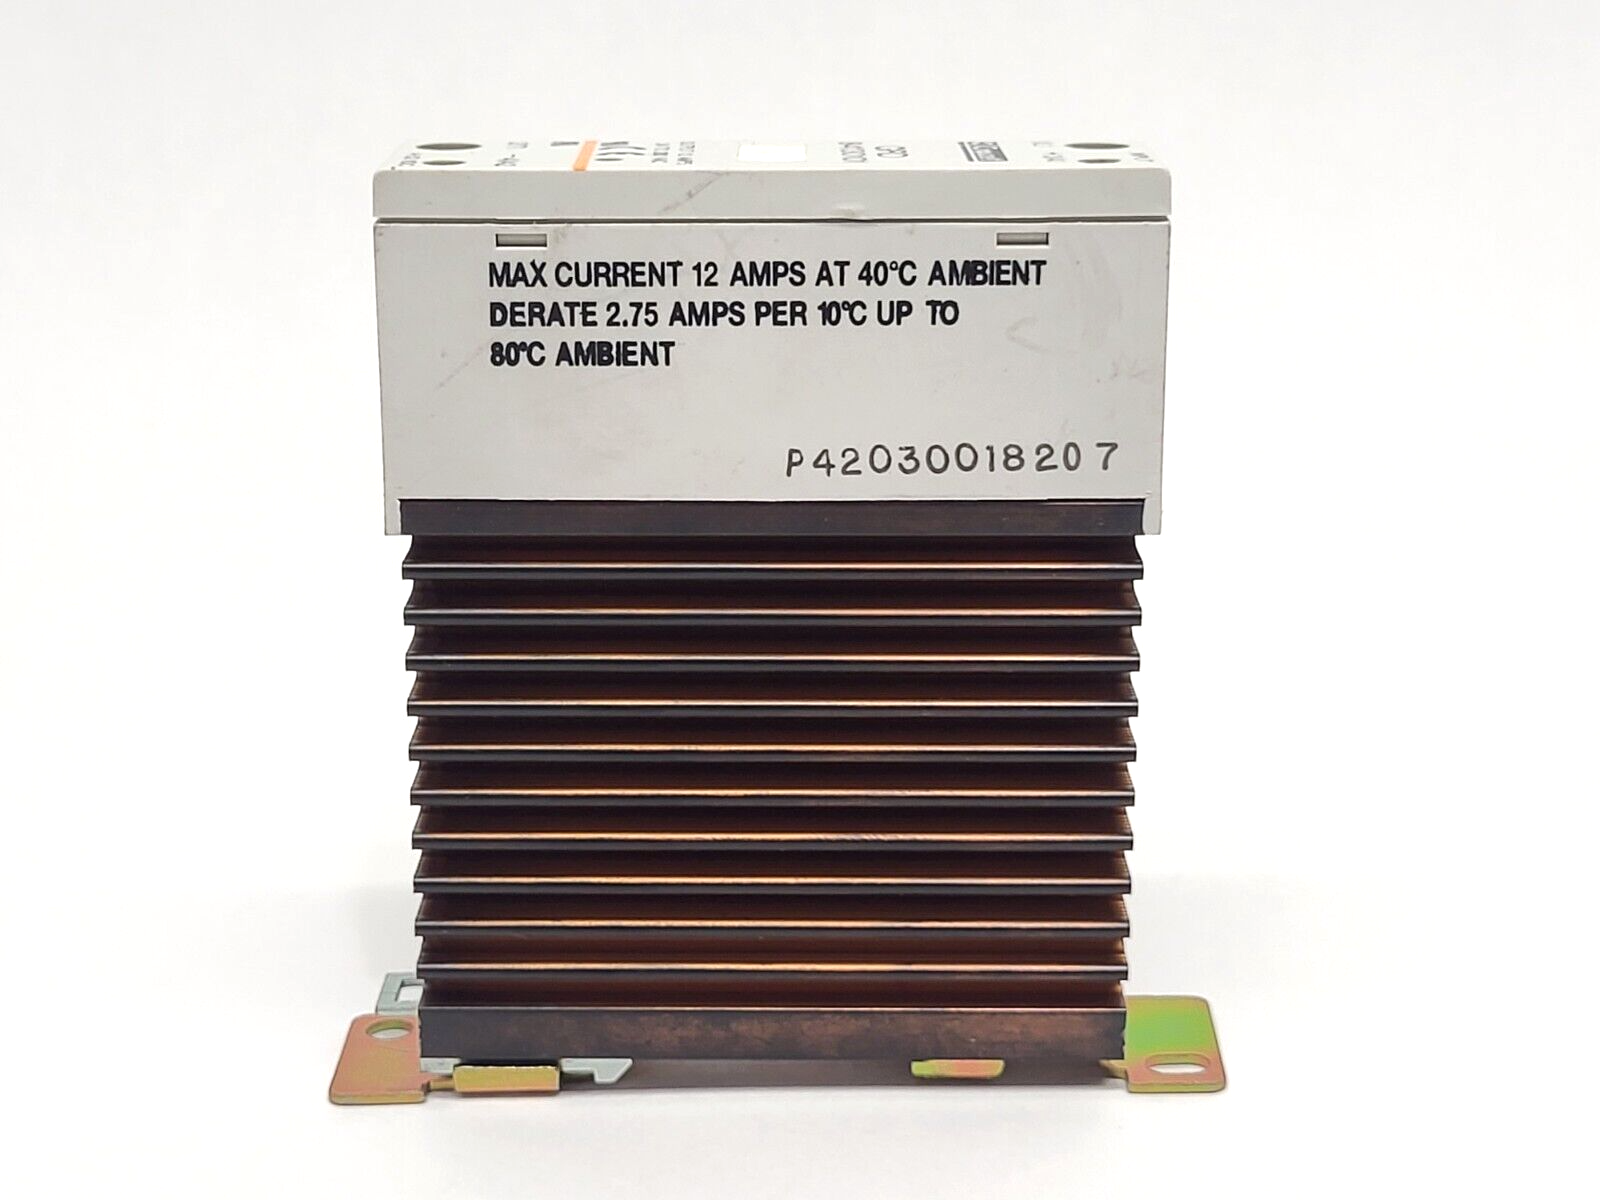 MAX CURRENT 12 AMPS AT 40°C AMBIENT
DERATE 2.75 AMPS PER 10°C UP TO
80°C AMBIENT
P42030018207